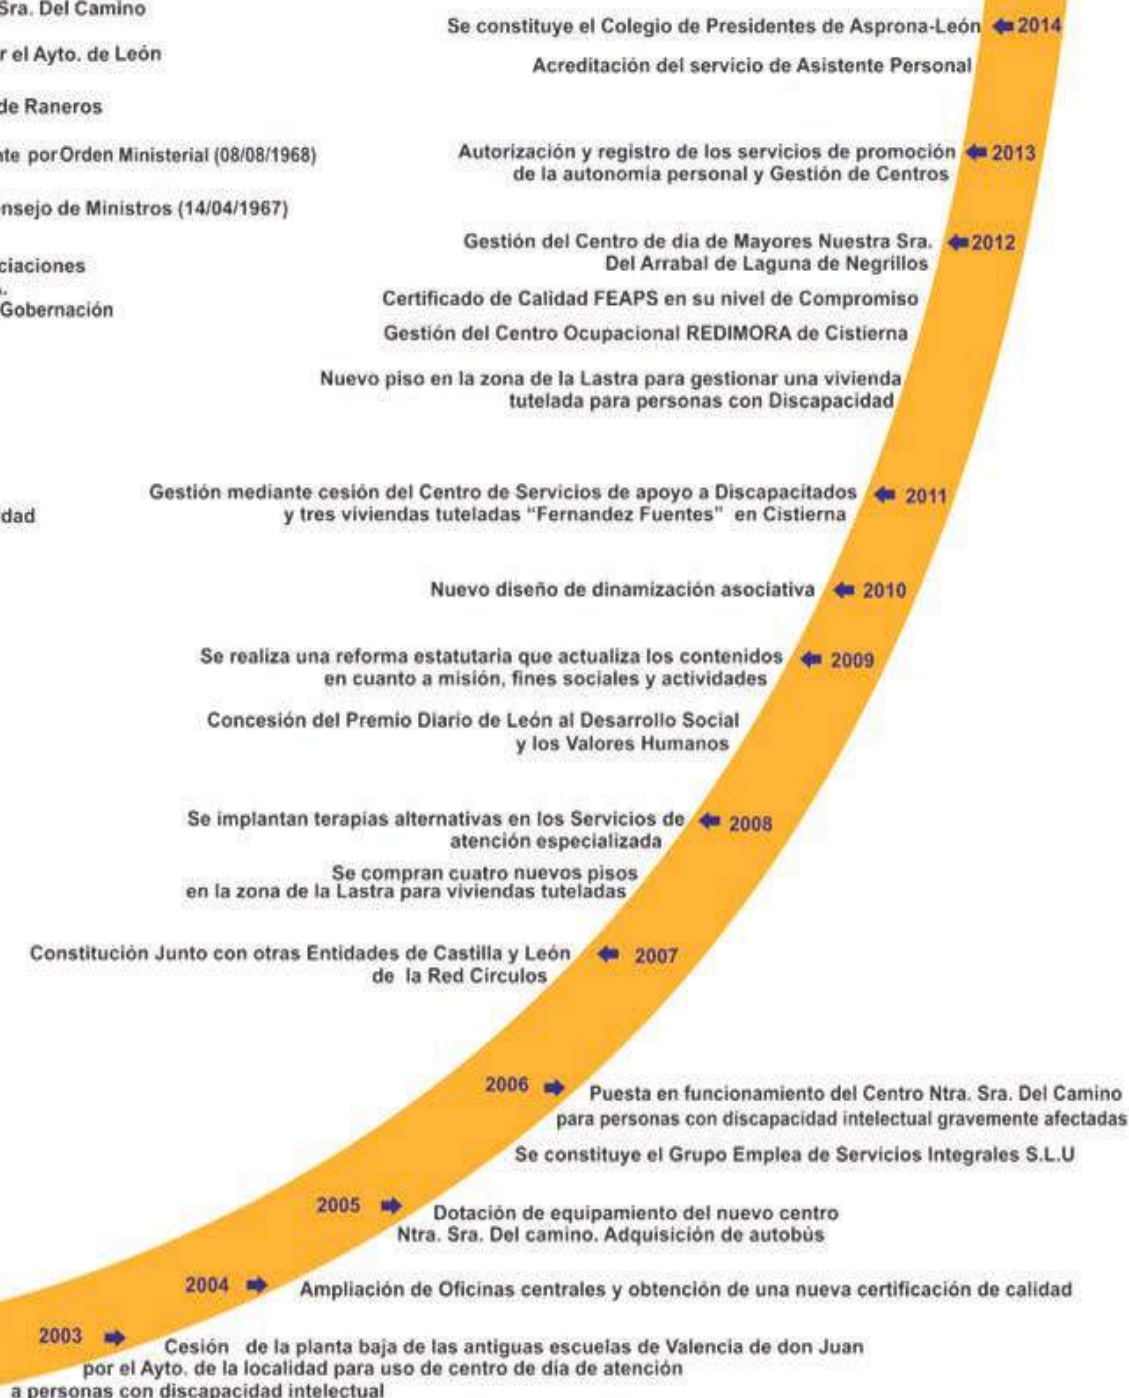 Sra. Del Camino
r el Ayto. de León
de Raneros
nte por Orden Ministerial (08/08/1968)
onsejo de Ministros (14/04/1967)
ciaciones
.
Gobernación
dad
Se constituye el Colegio de Presidentes de Asprona-León 2014
Acreditación del servicio de Asistente Personal
Autorización y registro de los servicios de promoción 2013
de la autonomia personal y Gestión de Centros
Gestión del Centro de día de Mayores Nuestra Sra. 2012
Del Arrabal de Laguna de Negrillos
Certificado de Calidad FEAPS en su nivel de Compromiso
Gestión del Centro Ocupacional REDIMORA de Cistierna
Nuevo piso en la zona de la Lastra para gestionar una vivienda
tutelada para personas con Discapacidad
Gestión mediante cesión del Centro de Servicios de apoyo a Discapacitados 2011
y tres viviendas tuteladas “Fernandez Fuentes” en Cistierna
Nuevo diseño de dinamización asociativa 2010
Se realiza una reforma estatutaria que actualiza los contenidos 2009
en cuanto a misión, fines sociales y actividades
Concesión del Premio Diario de León al Desarrollo Social
y los Valores Humanos
Se implantan terapias alternativas en los Servicios de 2008
atención especializada
Se compran cuatro nuevos pisos
en la zona de la Lastra para viviendas tuteladas
Constitución Junto con otras Entidades de Castilla y León 2007
de la Red Circulos
2006 Puesta en funcionamiento del Centro Ntra. Sra. Del Camino
para personas con discapacidad intelectual gravemente afectadas
Se constituye el Grupo Emplea de Servicios Integrales S.L.U
2005 Dotación de equipamiento del nuevo centro
Ntra. Sra. Del camino. Adquisición de autobús
2004 Ampliación de Oficinas centrales y obtención de una nueva certificación de calidad
2003 Cesión de la planta baja de las antiguas escuelas de Valencia de don Juan
por el Ayto. de la localidad para uso de centro de día de atención
a personas con discapacidad intelectual